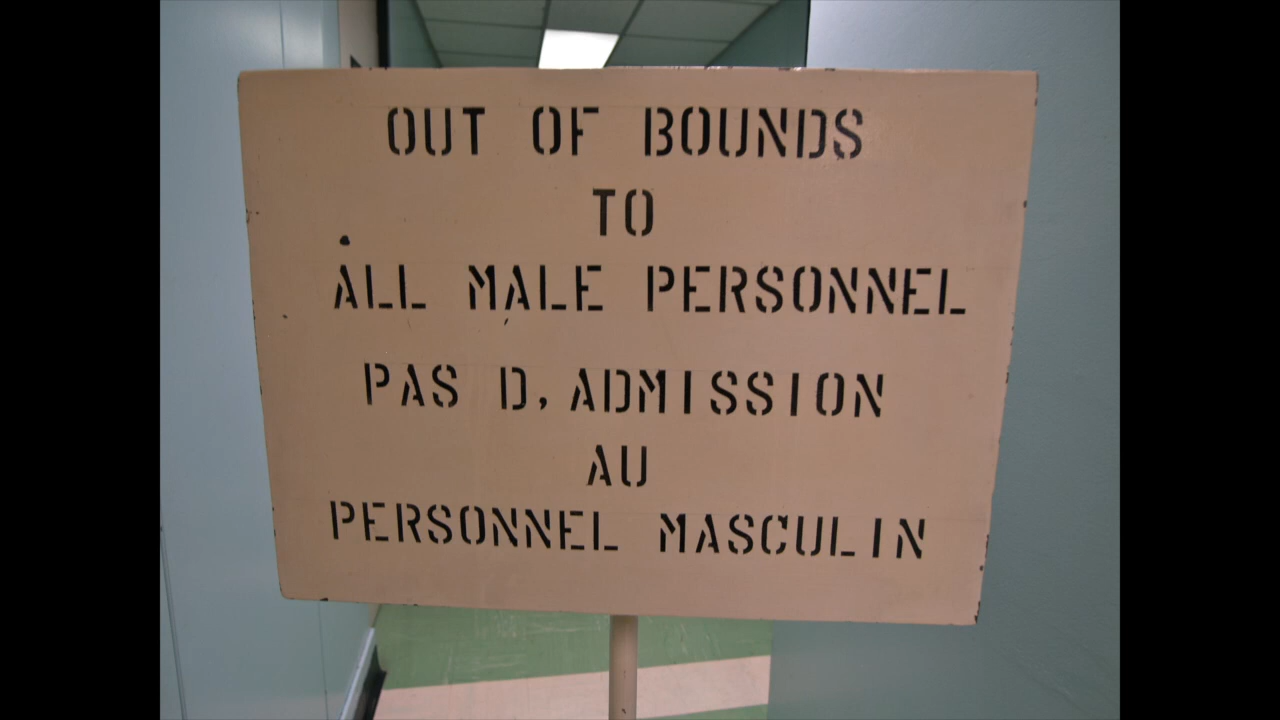 OUT OF BOUNDS
TO
ALL MALE PERSONNEL
PAS D, ADMISSION
AU
PERSONNEL MASCULIN